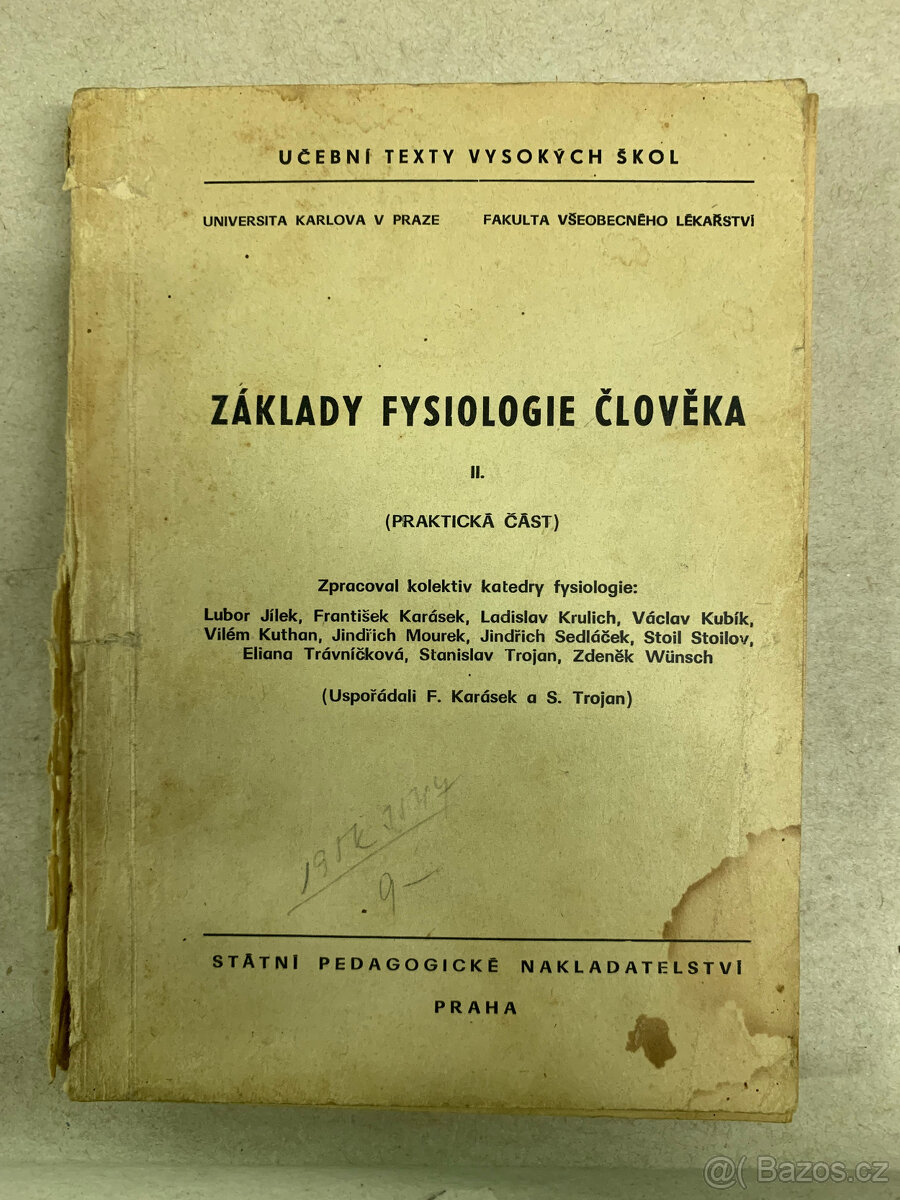 UČEBNÍ TEXTY VYSOKÝCH ŠKOL
UNIVERSITA KARLOVA V PRAZE FAKULTA VŠEOBECNÉHO LÉKAŘSTVÍ
ZÁKLADY FYSIOLOGIE ČLOVĚKA
II.
(PRAKTICKÁ ČÁST)
Zpracoval kolektiv katedry fysiologie:
Lubor Jílek, František Karásek, Ladislav Krulich, Václav Kubík,
Vilém Kuthan, Jindřich Mourek, Jindřich Sedláček, Stoil Stoilov,
Eliana Trávníčková, Stanislav Trojan, Zdeněk Wünsch
(Uspořádali F. Karásek a S. Trojan)
9-
STÁTNÍ PEDAGOGICKÉ NAKLADATELSTVÍ
PRAHA
@( Bazos.cz